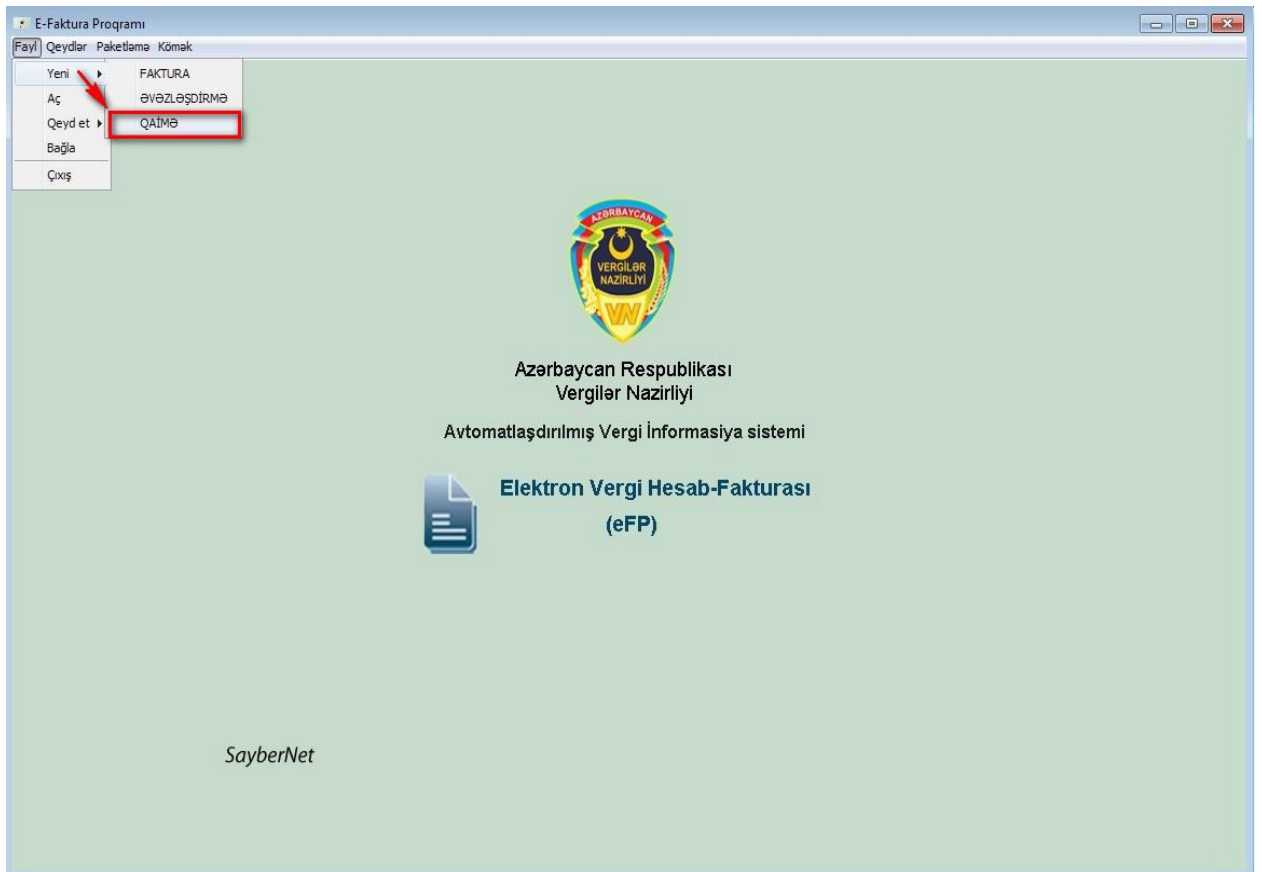 E-Faktura Proqramı
Fayl Qeydlər Paketləmə Kömək
Yeni
FAKTURA
Aç
ƏVƏZLƏŞDİRMƏ
Qeyd et
QAİMƏ
Bağla
Çıxış
AZƏRBAYCAN
VERGİLƏR
NAZİRLİYİ
VN
Azərbaycan Respublikası
Vergilər Nazirliyi
Avtomatlaşdırılmış Vergi İnformasiya sistemi
Elektron Vergi Hesab-Fakturası
(eFP)
SayberNet